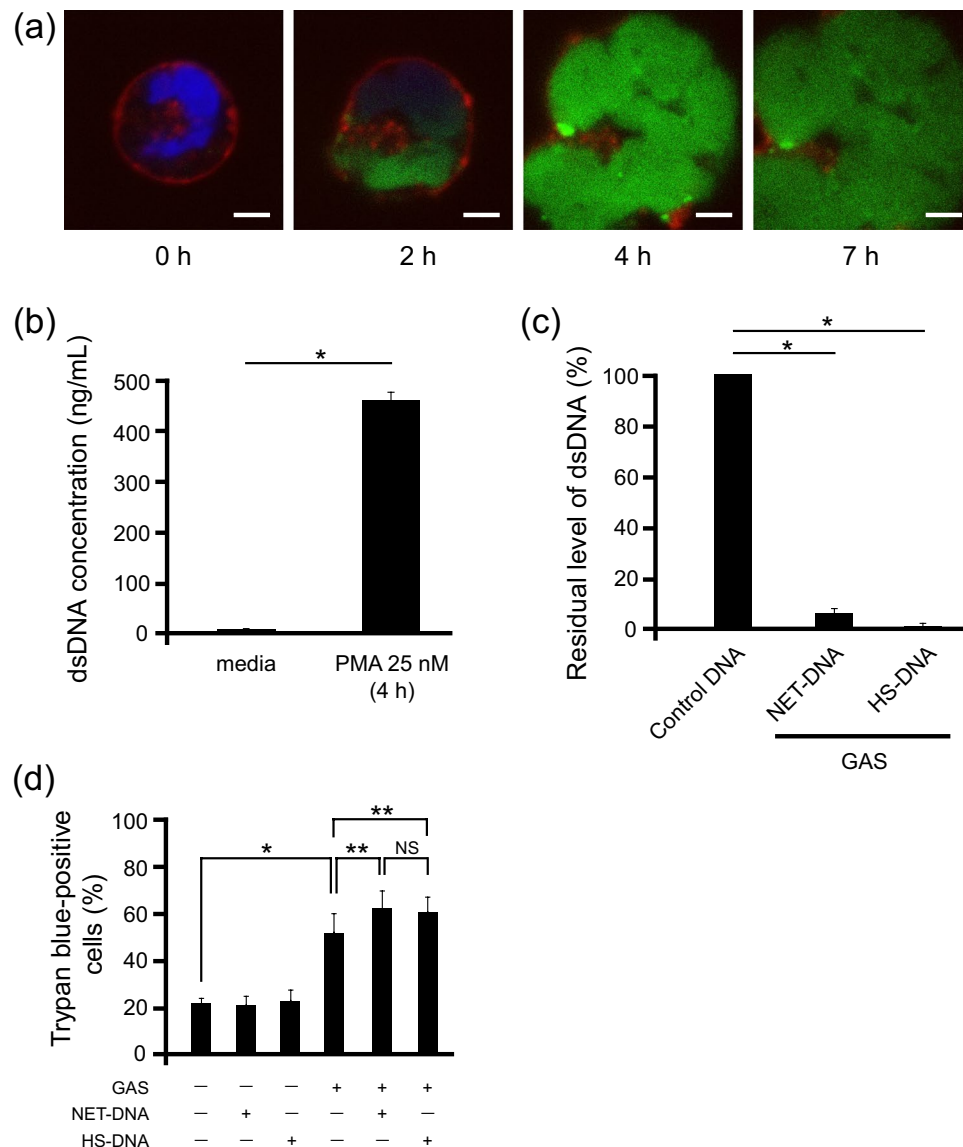 (a)
0 h 2 h 4 h 7 h
(b)
dsDNA concentration (ng/mL)
500
400
300
200
100
0
*
media
PMA 25 nM
(4 h)
(c)
Residual level of dsDNA (%)
100
80
60
40
20
0
*
*
Control DNA
NET-DNA
HS-DNA
GAS
(d)
Trypan blue-positive
cells (%)
100
80
60
40
20
0
**
* ** NS
GAS — — — + + +
NET-DNA — + — — + —
HS-DNA — — + — — +